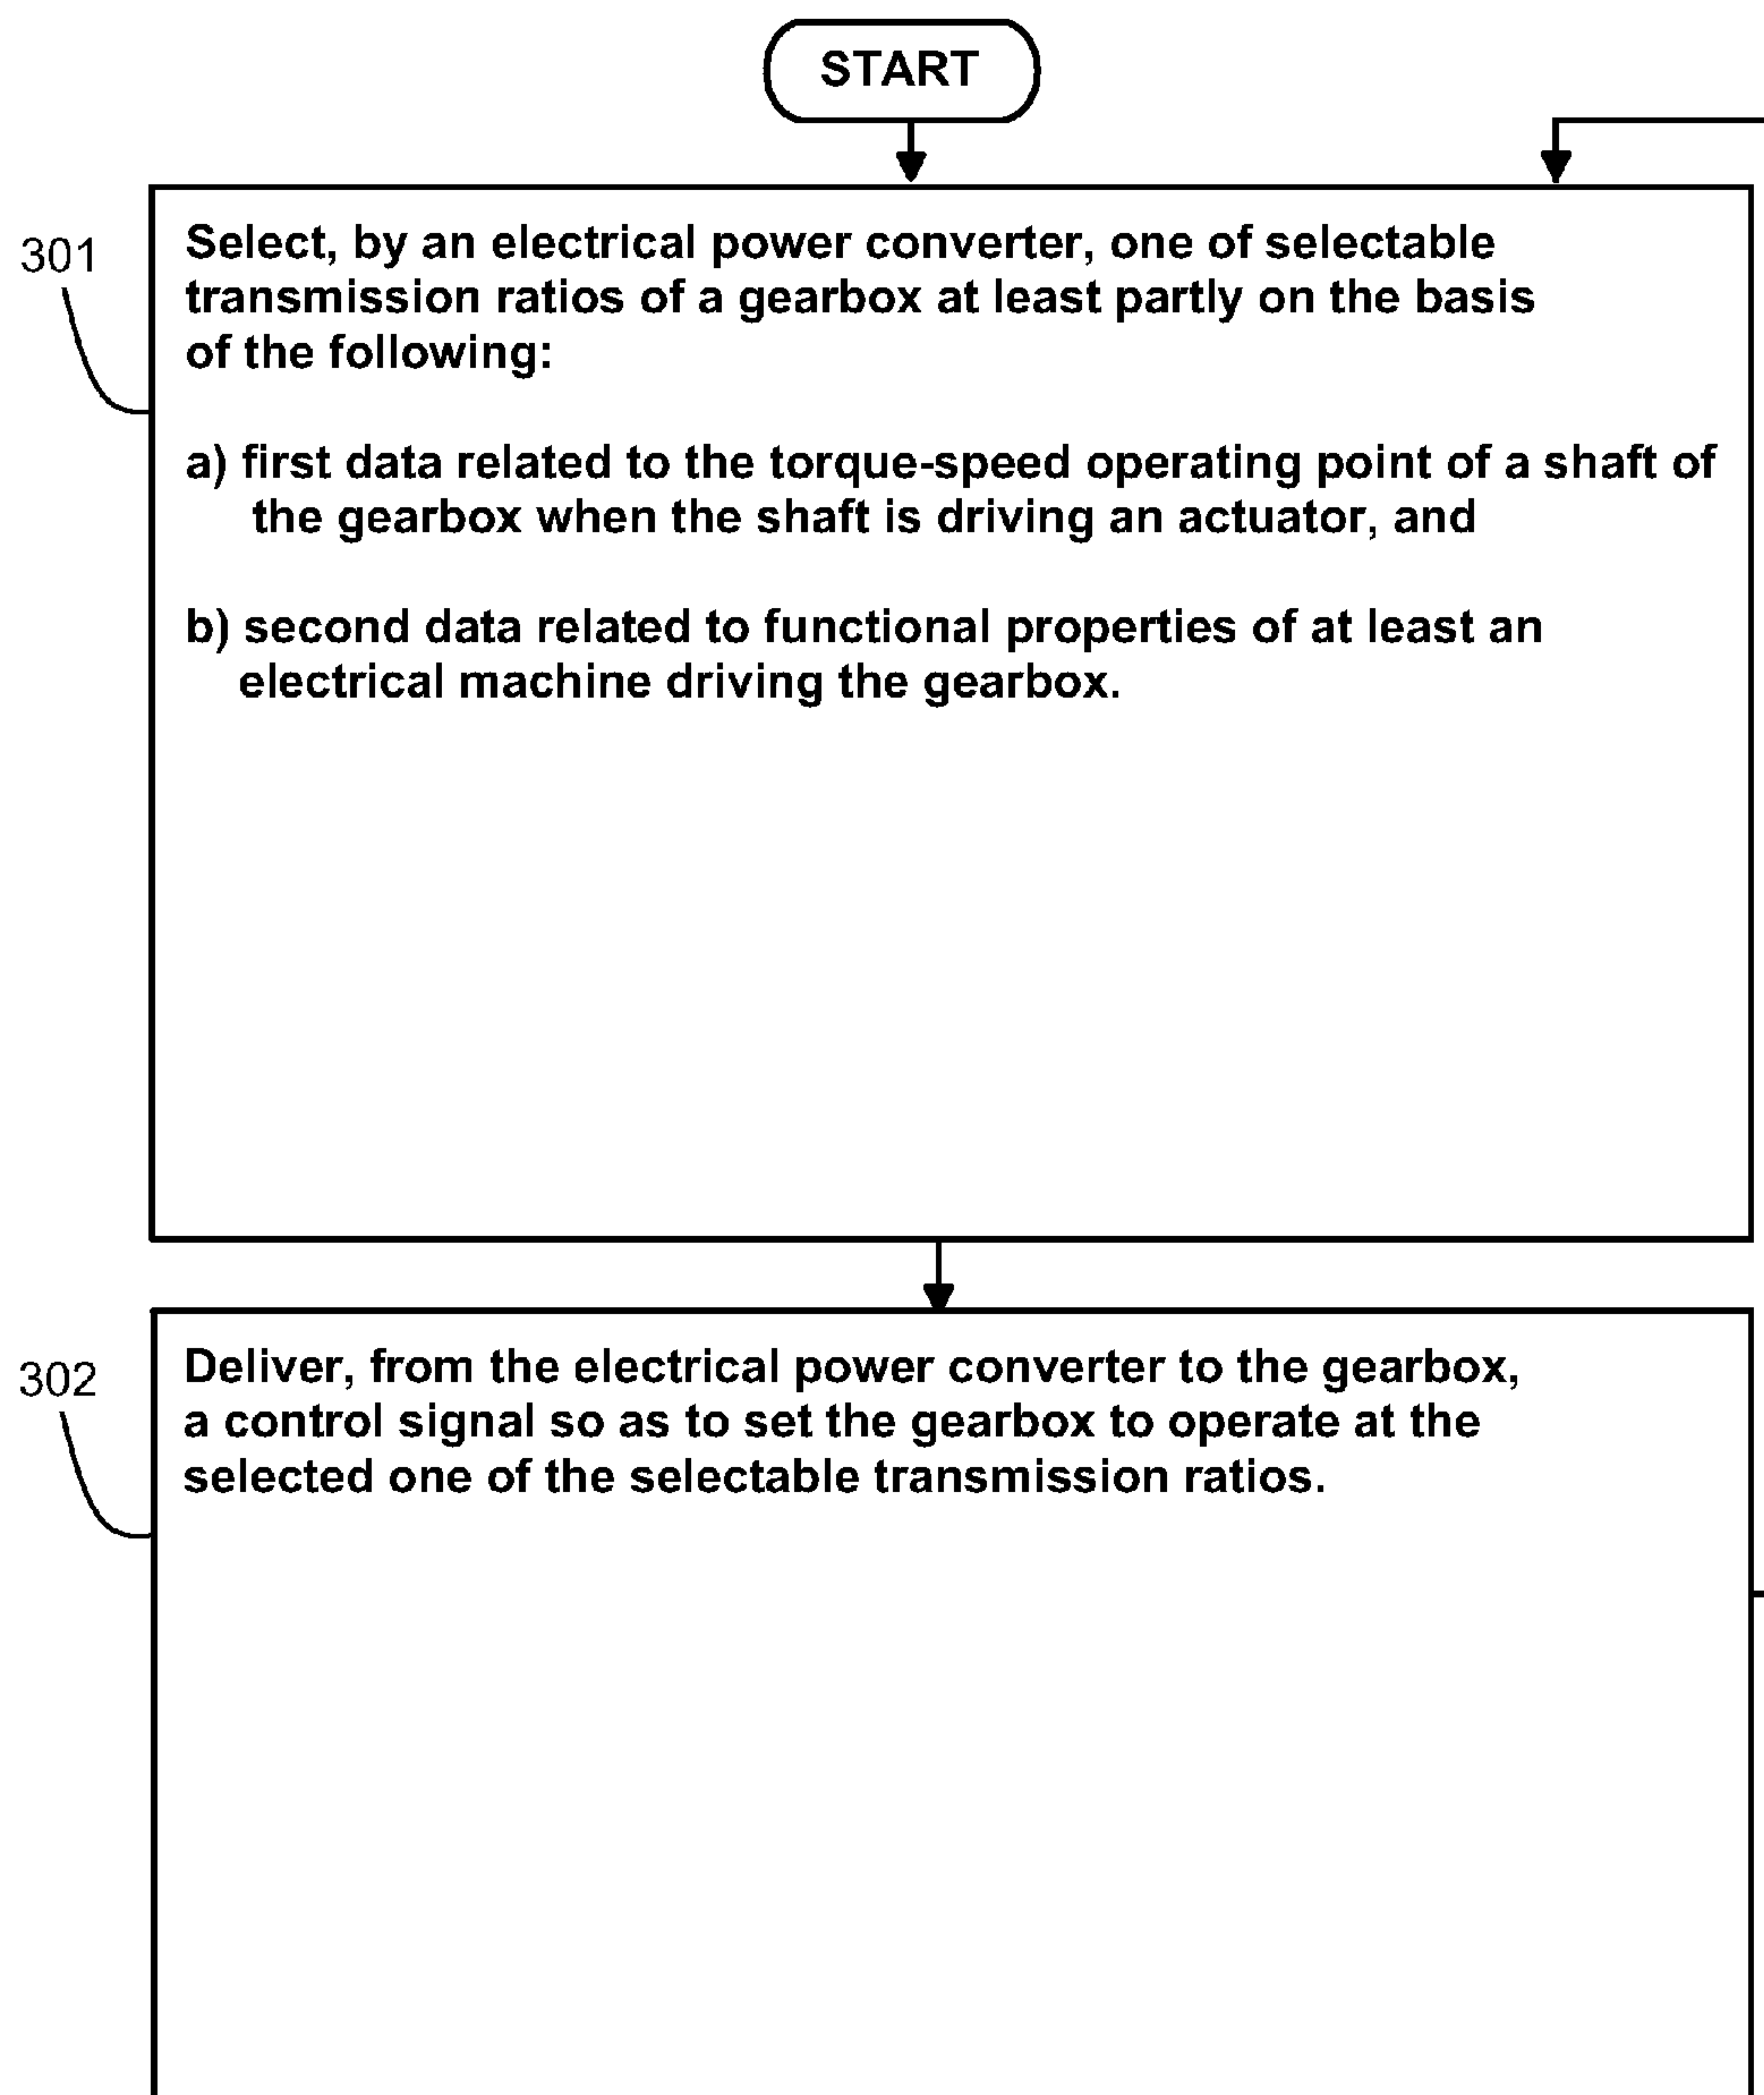 START
301
Select, by an electrical power converter, one of selectable
transmission ratios of a gearbox at least partly on the basis
of the following:
a) first data related to the torque-speed operating point of a shaft of
the gearbox when the shaft is driving an actuator, and
b) second data related to functional properties of at least an
electrical machine driving the gearbox.
302
Deliver, from the electrical power converter to the gearbox,
a control signal so as to set the gearbox to operate at the
selected one of the selectable transmission ratios.